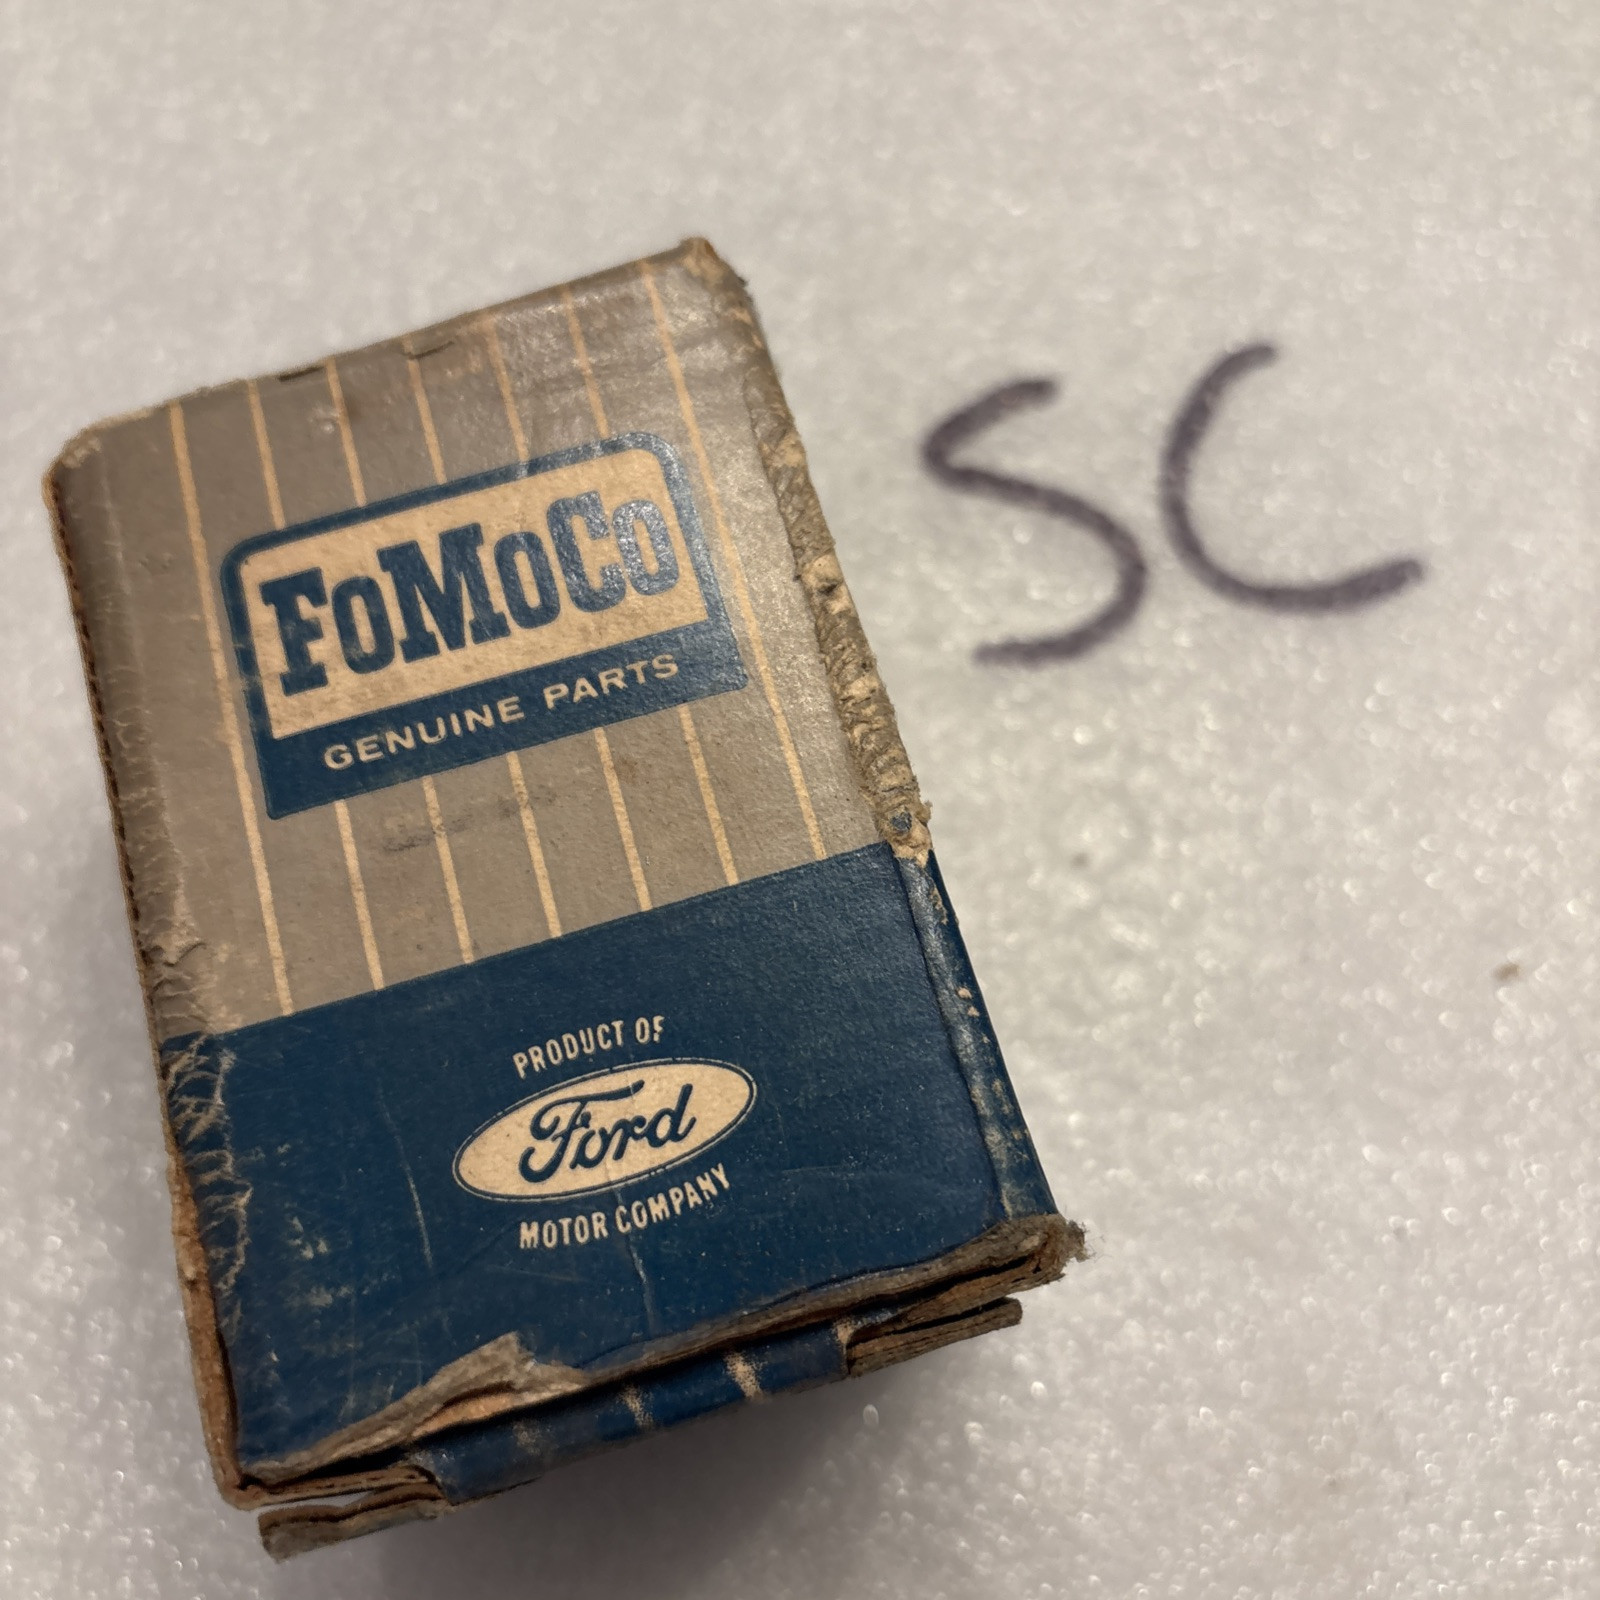 FoMoCo
GENUINE PARTS
PRODUCT OF
Ford
MOTOR COMPANY
SC